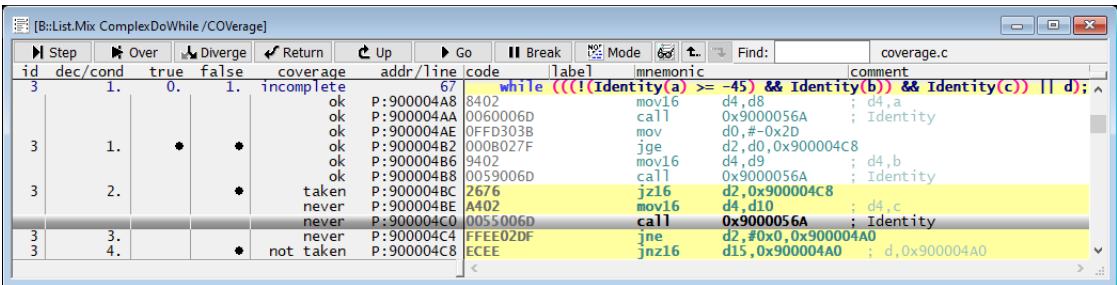 [B::List.Mix ComplexDoWhile /COVerage]
Step Over Diverge Return Up Go Break Mode Find: coverage.c
id dec/cond true false coverage addr/line code label mnemonic comment
3 1. 0. 1. incomplete 67 while (((!(Identity(a) >= -45) && Identity(b)) && Identity(c)) || d);
ok P:900004A8 8402 mov16 d4,d8 ; d4,a
ok P:900004AA 0060006D call 0x9000056A ; Identity
ok P:900004AE 0FFD303B mov d0,#-0x2D
3 1. ● ● ok P:900004B2 000B027F jge d2,d0,0x900004C8
ok P:900004B6 9402 mov16 d4,d9 ; d4,b
ok P:900004B8 0059006D call 0x9000056A ; Identity
3 2. ● taken P:900004BC 2676 jz16 d2,0x900004C8
never P:900004BE A402 mov16 d4,d10 ; d4,c
never P:900004C0 0055006D call 0x9000056A ; Identity
3 3. never P:900004C4 FFEE02DF jne d2,#0x0,0x900004A0
3 4. ● not taken P:900004C8 ECEE jnz16 d15,0x900004A0 ; d,0x900004A0